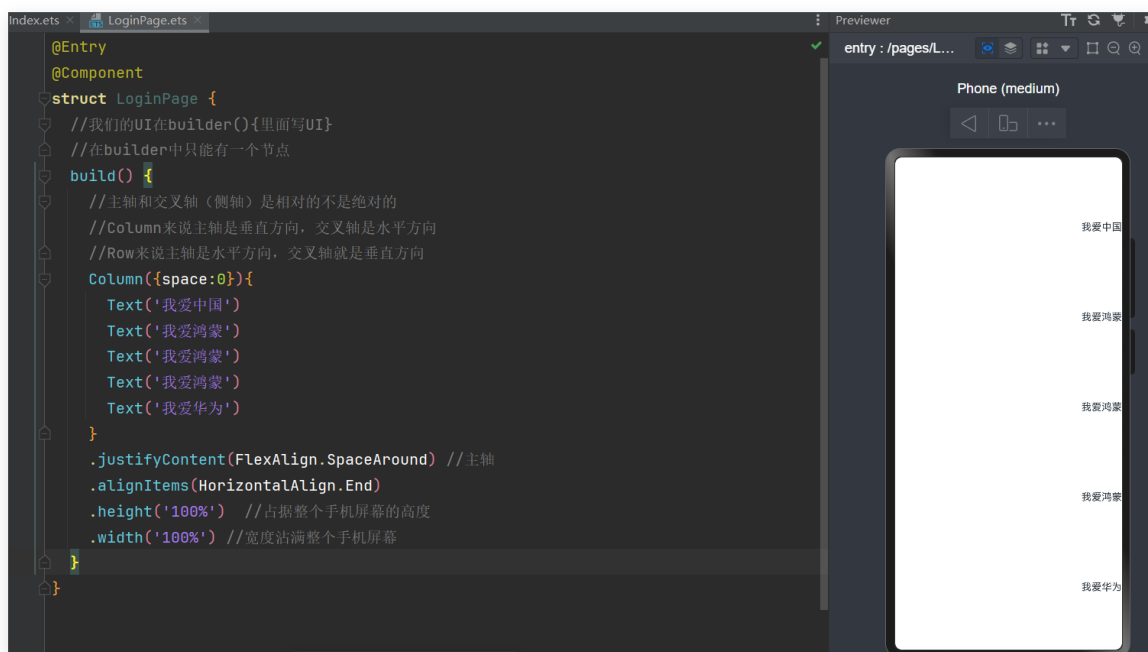 Index.ets
LoginPage.ets
Previewer
@Entry
@Component
struct LoginPage {
//我们的UI在builder(){里面写UI}
//在builder中只能有一个节点
build() {
//主轴和交叉轴（侧轴）是相对的不是绝对的
//Column来说主轴是垂直方向，交叉轴是水平方向
//Row来说主轴是水平方向，交叉轴就是垂直方向
Column({space:0}){
Text('我爱中国')
Text('我爱鸿蒙')
Text('我爱鸿蒙')
Text('我爱鸿蒙')
Text('我爱华为')
}
.justifyContent(FlexAlign.SpaceAround) //主轴
.alignItems(HorizontalAlign.End)
.height('100%')  //占据整个手机屏幕的高度
.width('100%') //宽度沾满整个手机屏幕
}
}
entry : /pages/L...
Phone (medium)
我爱中国
我爱鸿蒙
我爱鸿蒙
我爱鸿蒙
我爱华为